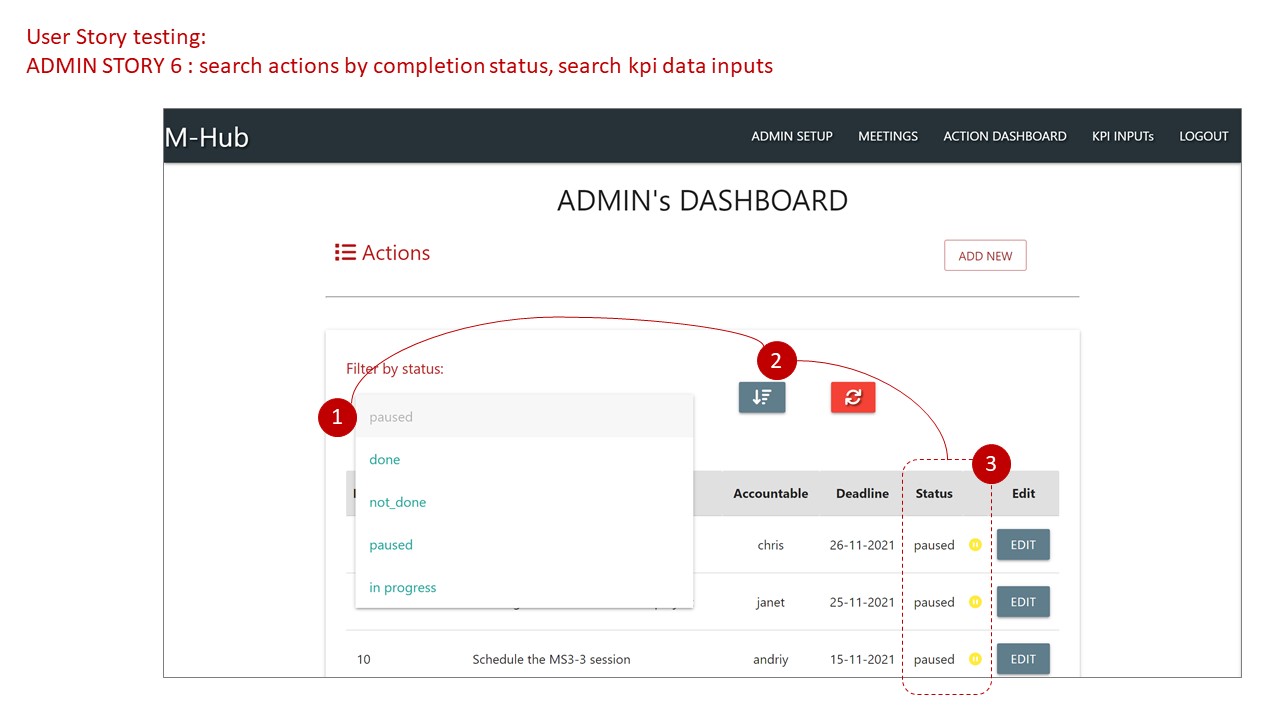 User Story testing:
ADMIN STORY 6 : search actions by completion status, search kpi data inputs
M-Hub
ADMIN SETUP MEETINGS ACTION DASHBOARD KPI INPUTs LOGOUT
ADMIN's DASHBOARD
Actions
ADD NEW
2
Filter by status:
1
paused
done
not_done
paused
in progress
3
Accountable Deadline Status Edit
chris 26-11-2021 paused EDIT
janet 25-11-2021 paused EDIT
10 Schedule the MS3-3 session andriy 15-11-2021 paused EDIT